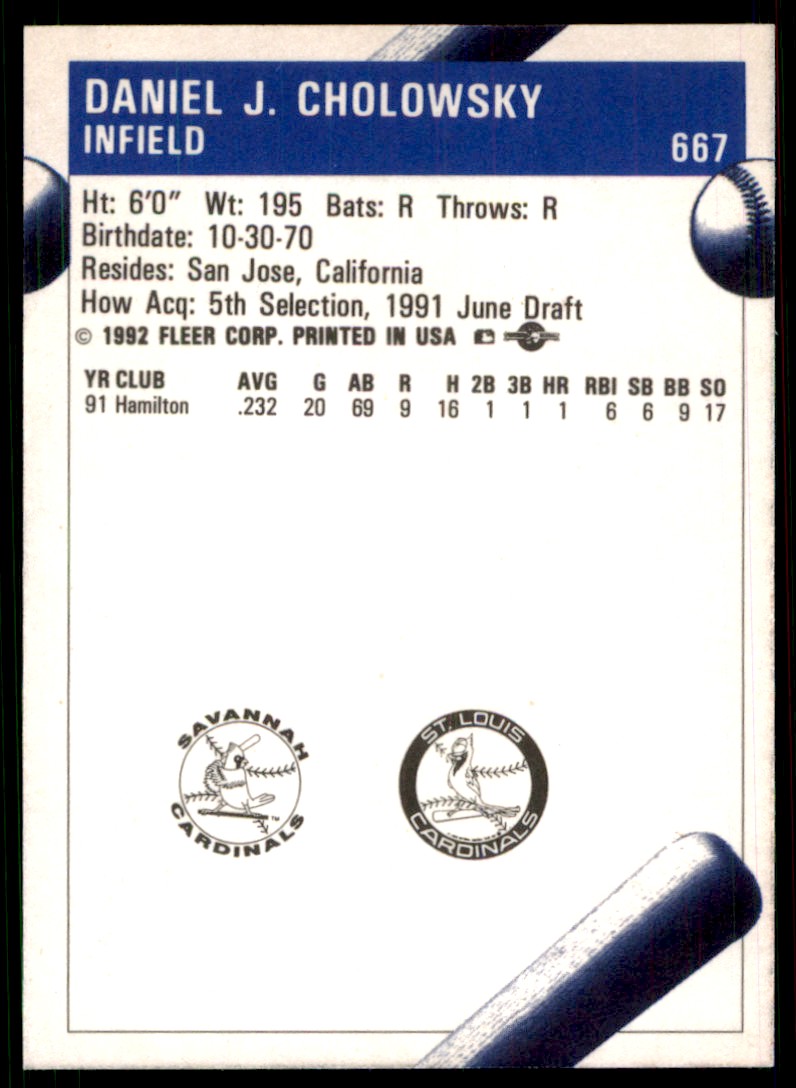 DANIEL J. CHOLOWSKY
INFIELD
667
Ht: 6'0" Wt: 195 Bats: R Throws: R
Birthdate: 10-30-70
Resides: San Jose, California
How Acq: 5th Selection, 1991 June Draft
© 1992 FLEER CORP. PRINTED IN USA
YR CLUB AVG G AB R H 2B 3B HR RBI SB BB SO
91 Hamilton .232 20 69 9 16 1 1 1 6 6 9 17
SAVANNAH
CARDINALS
TM
ST. LOUIS
CARDINALS